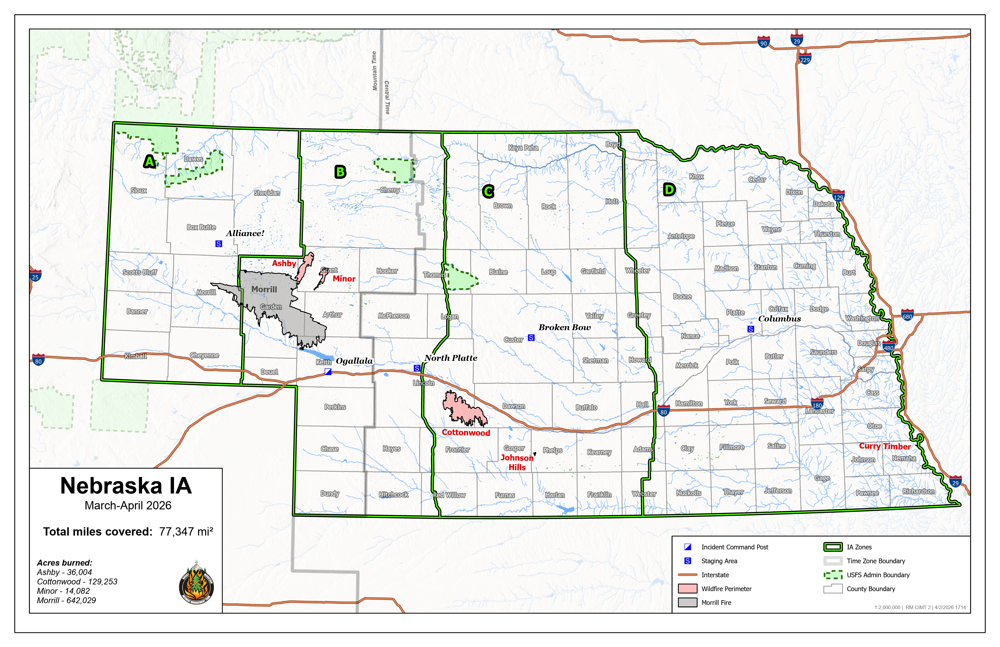 90
29
229
Mountain Time
Central Time
Boyd
Keya Paha
A
Dawes
B
C
D
Knox
Cedar
Dixon
129
Dakota
Sioux
Sheridan
Cherry
Brown
Rock
Holt
Pierce
Wayne
Thurston
Box Butte
Alliance!
S
Antelope
Ashby
Grant
Minor
Hooker
Thomas
Blaine
Loup
Garfield
Wheeler
Madison
Stanton
Cuming
Burt
25
Scotts Bluff
Morrill
Morrill
Garden
Banner
Arthur
McPherson
Logan
Valley
Greeley
Boone
Platte
Colfax
Dodge
Washington
680
Columbus
S
Broken Bow
S
Custer
Nance
Douglas
480
80
Kimball
Cheyenne
Keith
Ogallala
North Platte
S
Lincoln
Deuel
Sherman
Howard
Merrick
Polk
Butler
Saunders
Sarpy
Perkins
Dawson
Buffalo
Hall
80
Hamilton
York
Seward
180
Lancaster
Cass
Cottonwood
Otoe
Chase
Hayes
Frontier
Gosper
Johnson
Hills
Phelps
Kearney
Adams
Clay
Fillmore
Saline
Curry Timber
Johnson
Nemaha
29
Dundy
Hitchcock
Red Willow
Furnas
Harlan
Franklin
Webster
Nuckolls
Thayer
Jefferson
Gage
Pawnee
Richardson
Nebraska IA
March-April 2026
Total miles covered: 77,347 mi²
Acres burned:
Ashby - 36,004
Cottonwood - 129,253
Minor - 14,082
Morrill - 642,029
2
Incident Command Post
S Staging Area
Interstate
Wildfire Perimeter
Morrill Fire
IA Zones
Time Zone Boundary
USFS Admin Boundary
County Boundary
1:2,000,000 | RM CIMT 2 | 4/2/2026 1714